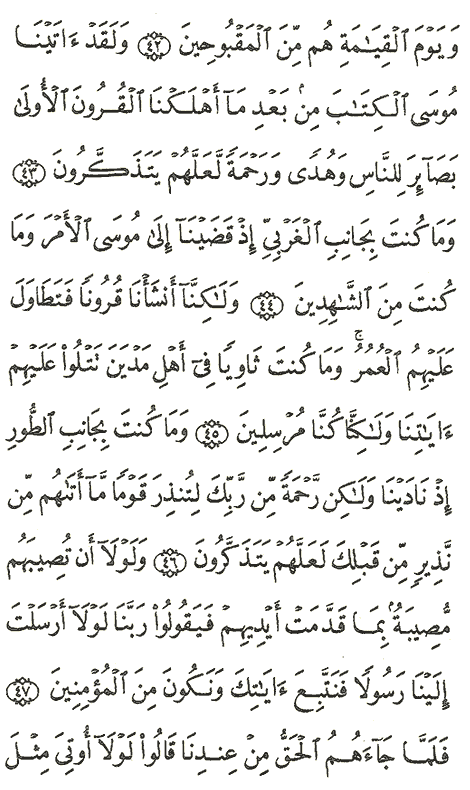 وَيَوْمَ ٱلْقِيَـٰمَةِ هُم مِّنَ ٱلْمَقْبُوحِينَ ٤٢ وَلَقَدْ ءَاتَيْنَا
مُوسَى ٱلْكِتَـٰبَ مِنۢ بَعْدِ مَآ أَهْلَكْنَا ٱلْقُرُونَ ٱلْأُولَىٰ
بَصَآئِرَ لِلنَّاسِ وَهُدًى وَرَحْمَةً لَّعَلَّهُمْ يَتَذَكَّرُونَ ٤٣
وَمَا كُنتَ بِجَانِبِ ٱلْغَرْبِىِّ إِذْ قَضَيْنَآ إِلَىٰ مُوسَى ٱلْأَمْرَ وَمَا
كُنتَ مِنَ ٱلشَّـٰهِدِينَ ٤٤ وَلَـٰكِنَّآ أَنشَأْنَا قُرُونًا فَتَطَاوَلَ
عَلَيْهِمُ ٱلْعُمُرُ ۚ وَمَا كُنتَ ثَاوِيًا فِىٓ أَهْلِ مَدْيَنَ تَتْلُوا۟ عَلَيْهِمْ
ءَايَـٰتِنَا وَلَـٰكِنَّا كُنَّا مُرْسِلِينَ ٤٥ وَمَا كُنتَ بِجَانِبِ ٱلطُّورِ
إِذْ نَادَيْنَا وَلَـٰكِن رَّحْمَةً مِّن رَّبِّكَ لِتُنذِرَ قَوْمًا مَّآ أَتَىٰهُم مِّن
نَّذِيرٍ مِّن قَبْلِكَ لَعَلَّهُمْ يَتَذَكَّرُونَ ٤٦ وَلَوْلَآ أَن تُصِيبَهُم
مُّصِيبَةٌۢ بِمَا قَدَّمَتْ أَيْدِيهِمْ فَيَقُولُوا۟ رَبَّنَا لَوْلَآ أَرْسَلْتَ
إِلَيْنَا رَسُولًا فَنَتَّبِعَ ءَايَـٰتِكَ وَنَكُونَ مِنَ ٱلْمُؤْمِنِينَ ٤٧
فَلَمَّا جَآءَهُمُ ٱلْحَقُّ مِنْ عِندِنَا قَالُوا۟ لَوْلَآ أُوتِىَ مِثْلَ